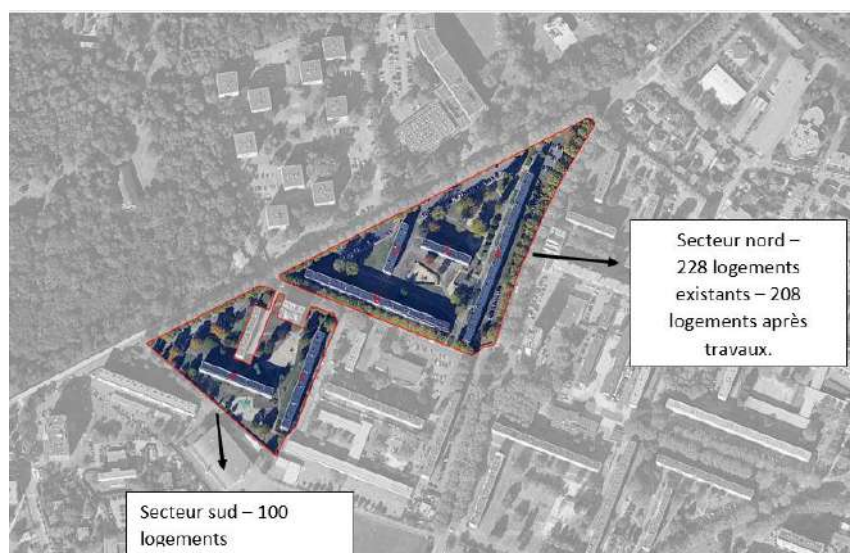 Secteur nord –
228 logements
existants – 208
logements après
travaux.
Secteur sud – 100
logements